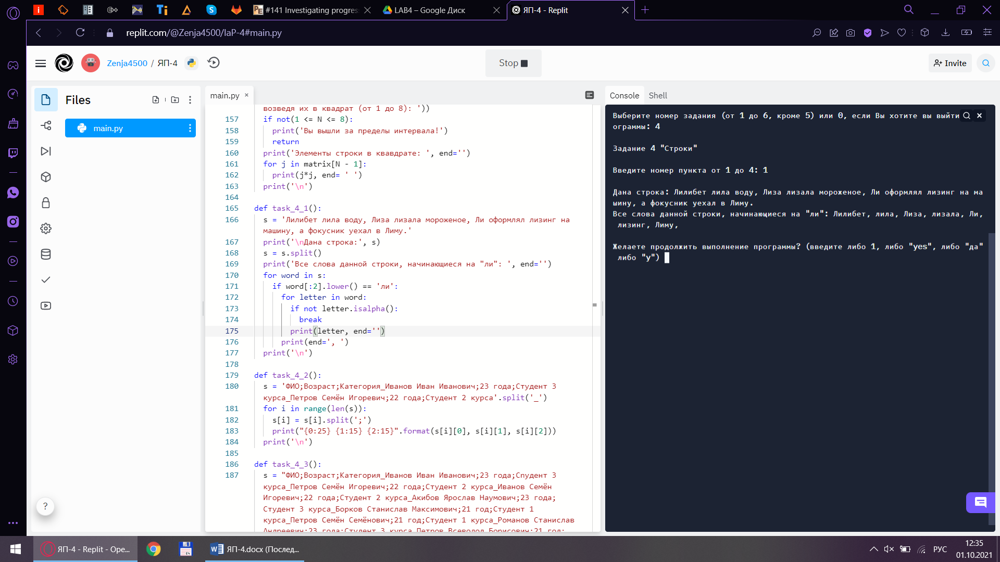 #141 Investigating progres
LAB4 – Google Диск
ЯП-4 - Replit
replit.com/@Zenja4500/IaP-4#main.py
Zenja4500 / ЯП-4
Stop
Invite
Files
main.py
main.py ×
Console
Shell
возведя их в квадрат (от 1 до 8): '))
157 if not(1 <= N <= 8):
158 print('Вы вышли за пределы интервала!')
159 return
160 print('Элементы строки в квавдрате: ', end='')
161 for j in matrix[N - 1]:
162 print(j*j, end= ' ')
163 print('\n')
164
165 def task_4_1():
166 s = 'Лилибет лила воду, Лиза лизала мороженое, Ли оформлял лизинг на
машину, а фокусник уехал в Лиму.'
167 print('\nДана строка:', s)
168 s = s.split()
169 print('Все слова данной строки, начинающиеся на "ли": ', end='')
170 for word in s:
171 if word[:2].lower() == 'ли':
172 for letter in word:
173 if not letter.isalpha():
174 break
175 print(letter, end='')
176 print(end=', ')
177 print('\n')
178
179 def task_4_2():
180 s = 'ФИО;Возраст;Категория_Иванов Иван Иванович;23 года;Студент 3
курса_Петров Семён Игоревич;22 года;Студент 2 курса'.split('_')
181 for i in range(len(s)):
182 s[i] = s[i].split(';')
183 print("{0:25} {1:15} {2:15}".format(s[i][0], s[i][1], s[i][2]))
184 print('\n')
185
186 def task_4_3():
187 s = "ФИО;Возраст;Категория_Иванов Иван Иванович;23 года;Спудент 3
курса_Петров Семён Игоревич;22 года;Студент 2 курса_Иванов Семён
Игоревич;22 года;Студент 2 курса_Акибов Ярослав Наумович;23 года;
Студент 3 курса_Борков Станислав Максимович;21 год;Студент 1
курса_Петров Семён Семёнович;21 год;Студент 1 курса_Романов Станислав
Андреевич;23 года;Студент 3 курса_Петров Всеволод Борисович;21 год;
Выберите номер задания (от 1 до 6, кроме 5) или 0, если Вы хотите вы выйти
ограммы: 4
Задание 4 "Строки"
Введите номер пункта от 1 до 4: 1
Дана строка: Лилибет лила воду, Лиза лизала мороженое, Ли оформлял лизинг на ма
шину, а фокусник уехал в Лиму.
Все слова данной строки, начинающиеся на "ли": Лилибет, лила, Лиза, лизала, Ли,
лизинг, Лиму,
Желаете продолжить выполнение программы? (введите либо 1, либо "yes", либо "да"
либо "y")
?
ЯП-4 - Replit - Ope...
64
ЯП-4.docx (Послед...
РУС
12:35
01.10.2021